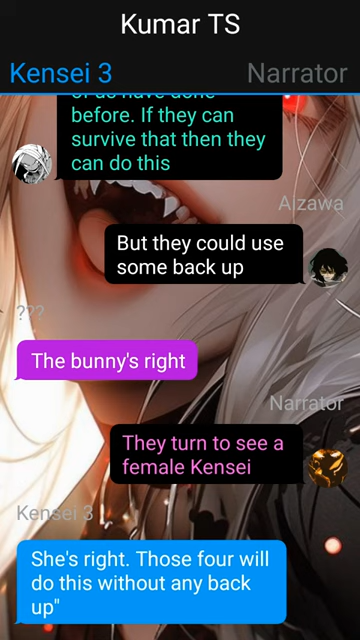 Kumar TS
Kensei 3
Narrator
of us have done
before. If they can
survive that then they
can do this
Aizawa
But they could use
some back up
???
The bunny's right
Narrator
They turn to see a
female Kensei
Kensei 3
She's right. Those four will
do this without any back
up"